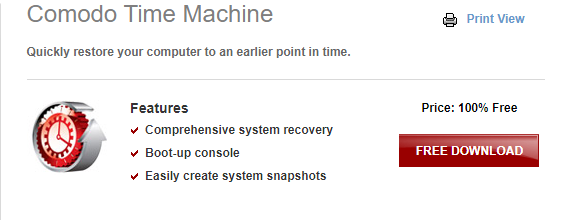 Comodo Time Machine
Print View
Quickly restore your computer to an earlier point in time.
Features
Price: 100% Free
Comprehensive system recovery
FREE DOWNLOAD
Boot-up console
Easily create system snapshots